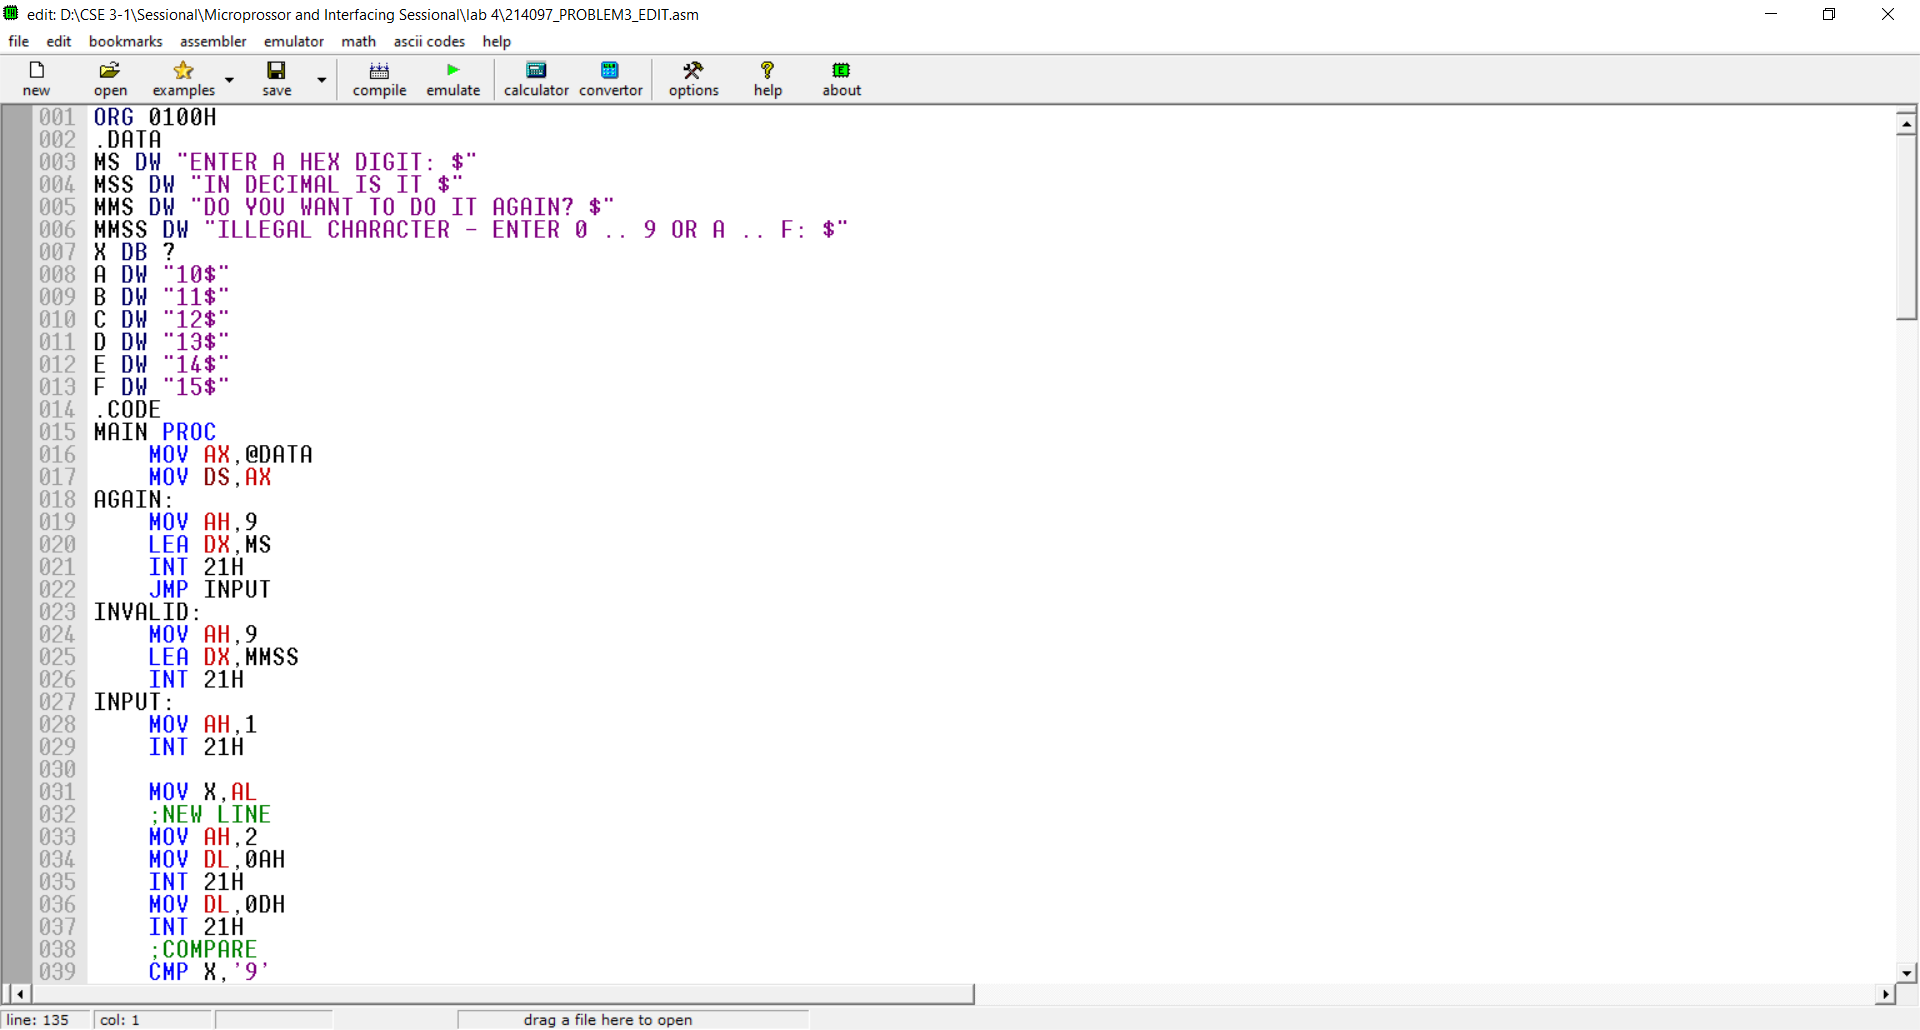 edit: D:\CSE 3-1\Sessional\Microprossor and Interfacing Sessional\lab 4\214097_PROBLEM3_EDIT.asm
file edit bookmarks assembler emulator math ascii codes help
new open examples save compile emulate calculator convertor options help about
001 ORG 0100H
002 .DATA
003 MS DW "ENTER A HEX DIGIT: $"
004 MSS DW "IN DECIMAL IS IT $"
005 MMS DW "DO YOU WANT TO DO IT AGAIN? $"
006 MMSS DW "ILLEGAL CHARACTER - ENTER 0 .. 9 OR A .. F: $"
007 X DB ?
008 A DW "10$"
009 B DW "11$"
010 C DW "12$"
011 D DW "13$"
012 E DW "14$"
013 F DW "15$"
014 .CODE
015 MAIN PROC
016 MOV AX,@DATA
017 MOV DS,AX
018 AGAIN:
019 MOV AH,9
020 LEA DX,MS
021 INT 21H
022 JMP INPUT
023 INVALID:
024 MOV AH,9
025 LEA DX,MMSS
026 INT 21H
027 INPUT:
028 MOV AH,1
029 INT 21H
030
031 MOV X,AL
032 ;NEW LINE
033 MOV AH,2
034 MOV DL,0AH
035 INT 21H
036 MOV DL,0DH
037 INT 21H
038 ;COMPARE
039 CMP X,'9'
line: 135 col: 1 drag a file here to open